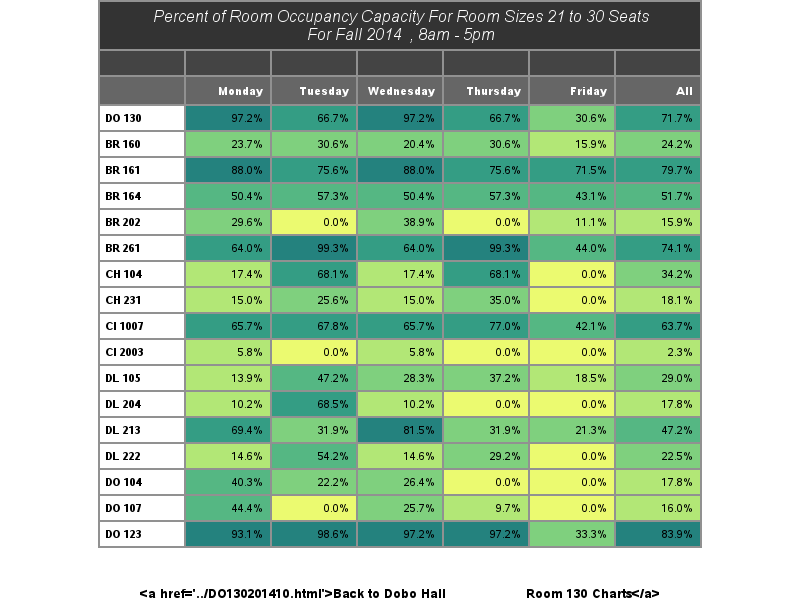 Percent of Room Occupancy Capacity For Room Sizes 21 to 30 Seats
For Fall 2014 , 8am - 5pm
Monday Tuesday Wednesday Thursday Friday All
DO 130 97.2% 66.7% 97.2% 66.7% 30.6% 71.7%
BR 160 23.7% 30.6% 20.4% 30.6% 15.9% 24.2%
BR 161 88.0% 75.6% 88.0% 75.6% 71.5% 79.7%
BR 164 50.4% 57.3% 50.4% 57.3% 43.1% 51.7%
BR 202 29.6% 0.0% 38.9% 0.0% 11.1% 15.9%
BR 261 64.0% 99.3% 64.0% 99.3% 44.0% 74.1%
CH 104 17.4% 68.1% 17.4% 68.1% 0.0% 34.2%
CH 231 15.0% 25.6% 15.0% 35.0% 0.0% 18.1%
CI 1007 65.7% 67.8% 65.7% 77.0% 42.1% 63.7%
CI 2003 5.8% 0.0% 5.8% 0.0% 0.0% 2.3%
DL 105 13.9% 47.2% 28.3% 37.2% 18.5% 29.0%
DL 204 10.2% 68.5% 10.2% 0.0% 0.0% 17.8%
DL 213 69.4% 31.9% 81.5% 31.9% 21.3% 47.2%
DL 222 14.6% 54.2% 14.6% 29.2% 0.0% 22.5%
DO 104 40.3% 22.2% 26.4% 0.0% 0.0% 17.8%
DO 107 44.4% 0.0% 25.7% 9.7% 0.0% 16.0%
DO 123 93.1% 98.6% 97.2% 97.2% 33.3% 83.9%
<a href='../DO130201410.html'>Back to Dobo Hall Room 130 Charts</a>